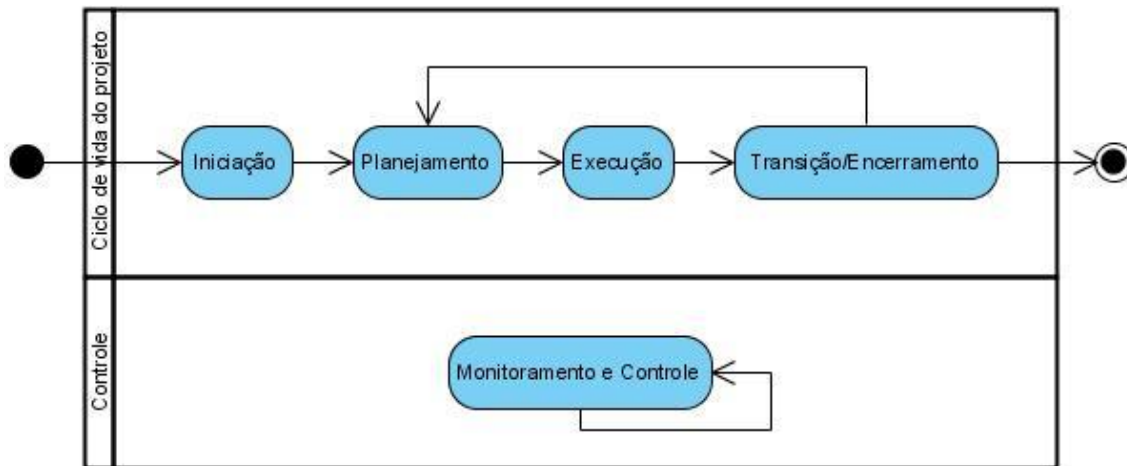 Ciclo de vida do projeto
Iniciação
Planejamento
Execução
Transição/Encerramento
Controle
Monitoramento e Controle